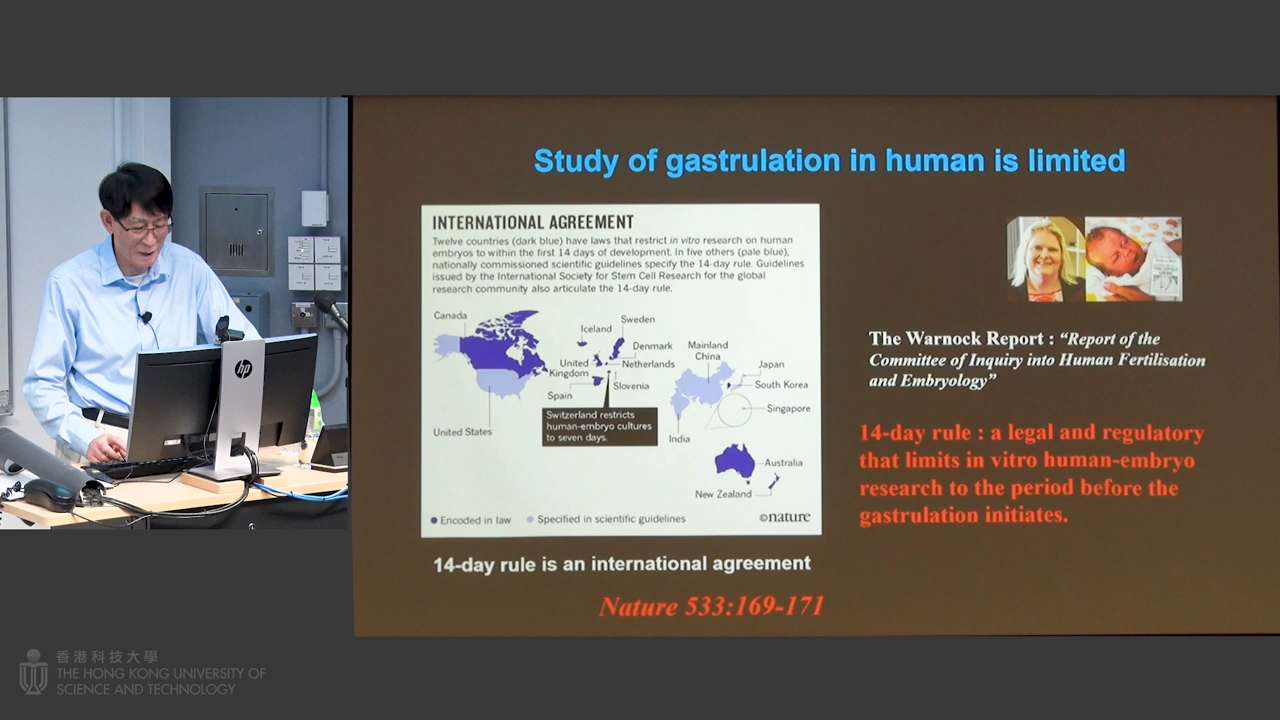 Study of gastrulation in human is limited
INTERNATIONAL AGREEMENT
Twelve countries (dark blue) have laws that restrict in vitro research on human
embryos to within the first 14 days of development. In five others (pale blue),
nationally commissioned scientific guidelines specify the 14-day rule. Guidelines
issued by the International Society for Stem Cell Research for the global
research community also articulate the 14-day rule.
Canada
Sweden
Iceland
Denmark
United
Kingdom
Netherlands
Slovenia
Spain
Mainland
China
Japan
South Korea
Singapore
Switzerland restricts
human-embryo cultures
to seven days.
United States
India
Australia
New Zealand
Encoded in law
Specified in scientific guidelines
©nature
14-day rule is an international agreement
Nature 533:169-171
The Warnock Report : “Report of the
Committee of Inquiry into Human Fertilisation
and Embryology”
14-day rule : a legal and regulatory
that limits in vitro human-embryo
research to the period before the
gastrulation initiates.
hp
香港科技大學
THE HONG KONG UNIVERSITY OF
SCIENCE AND TECHNOLOGY